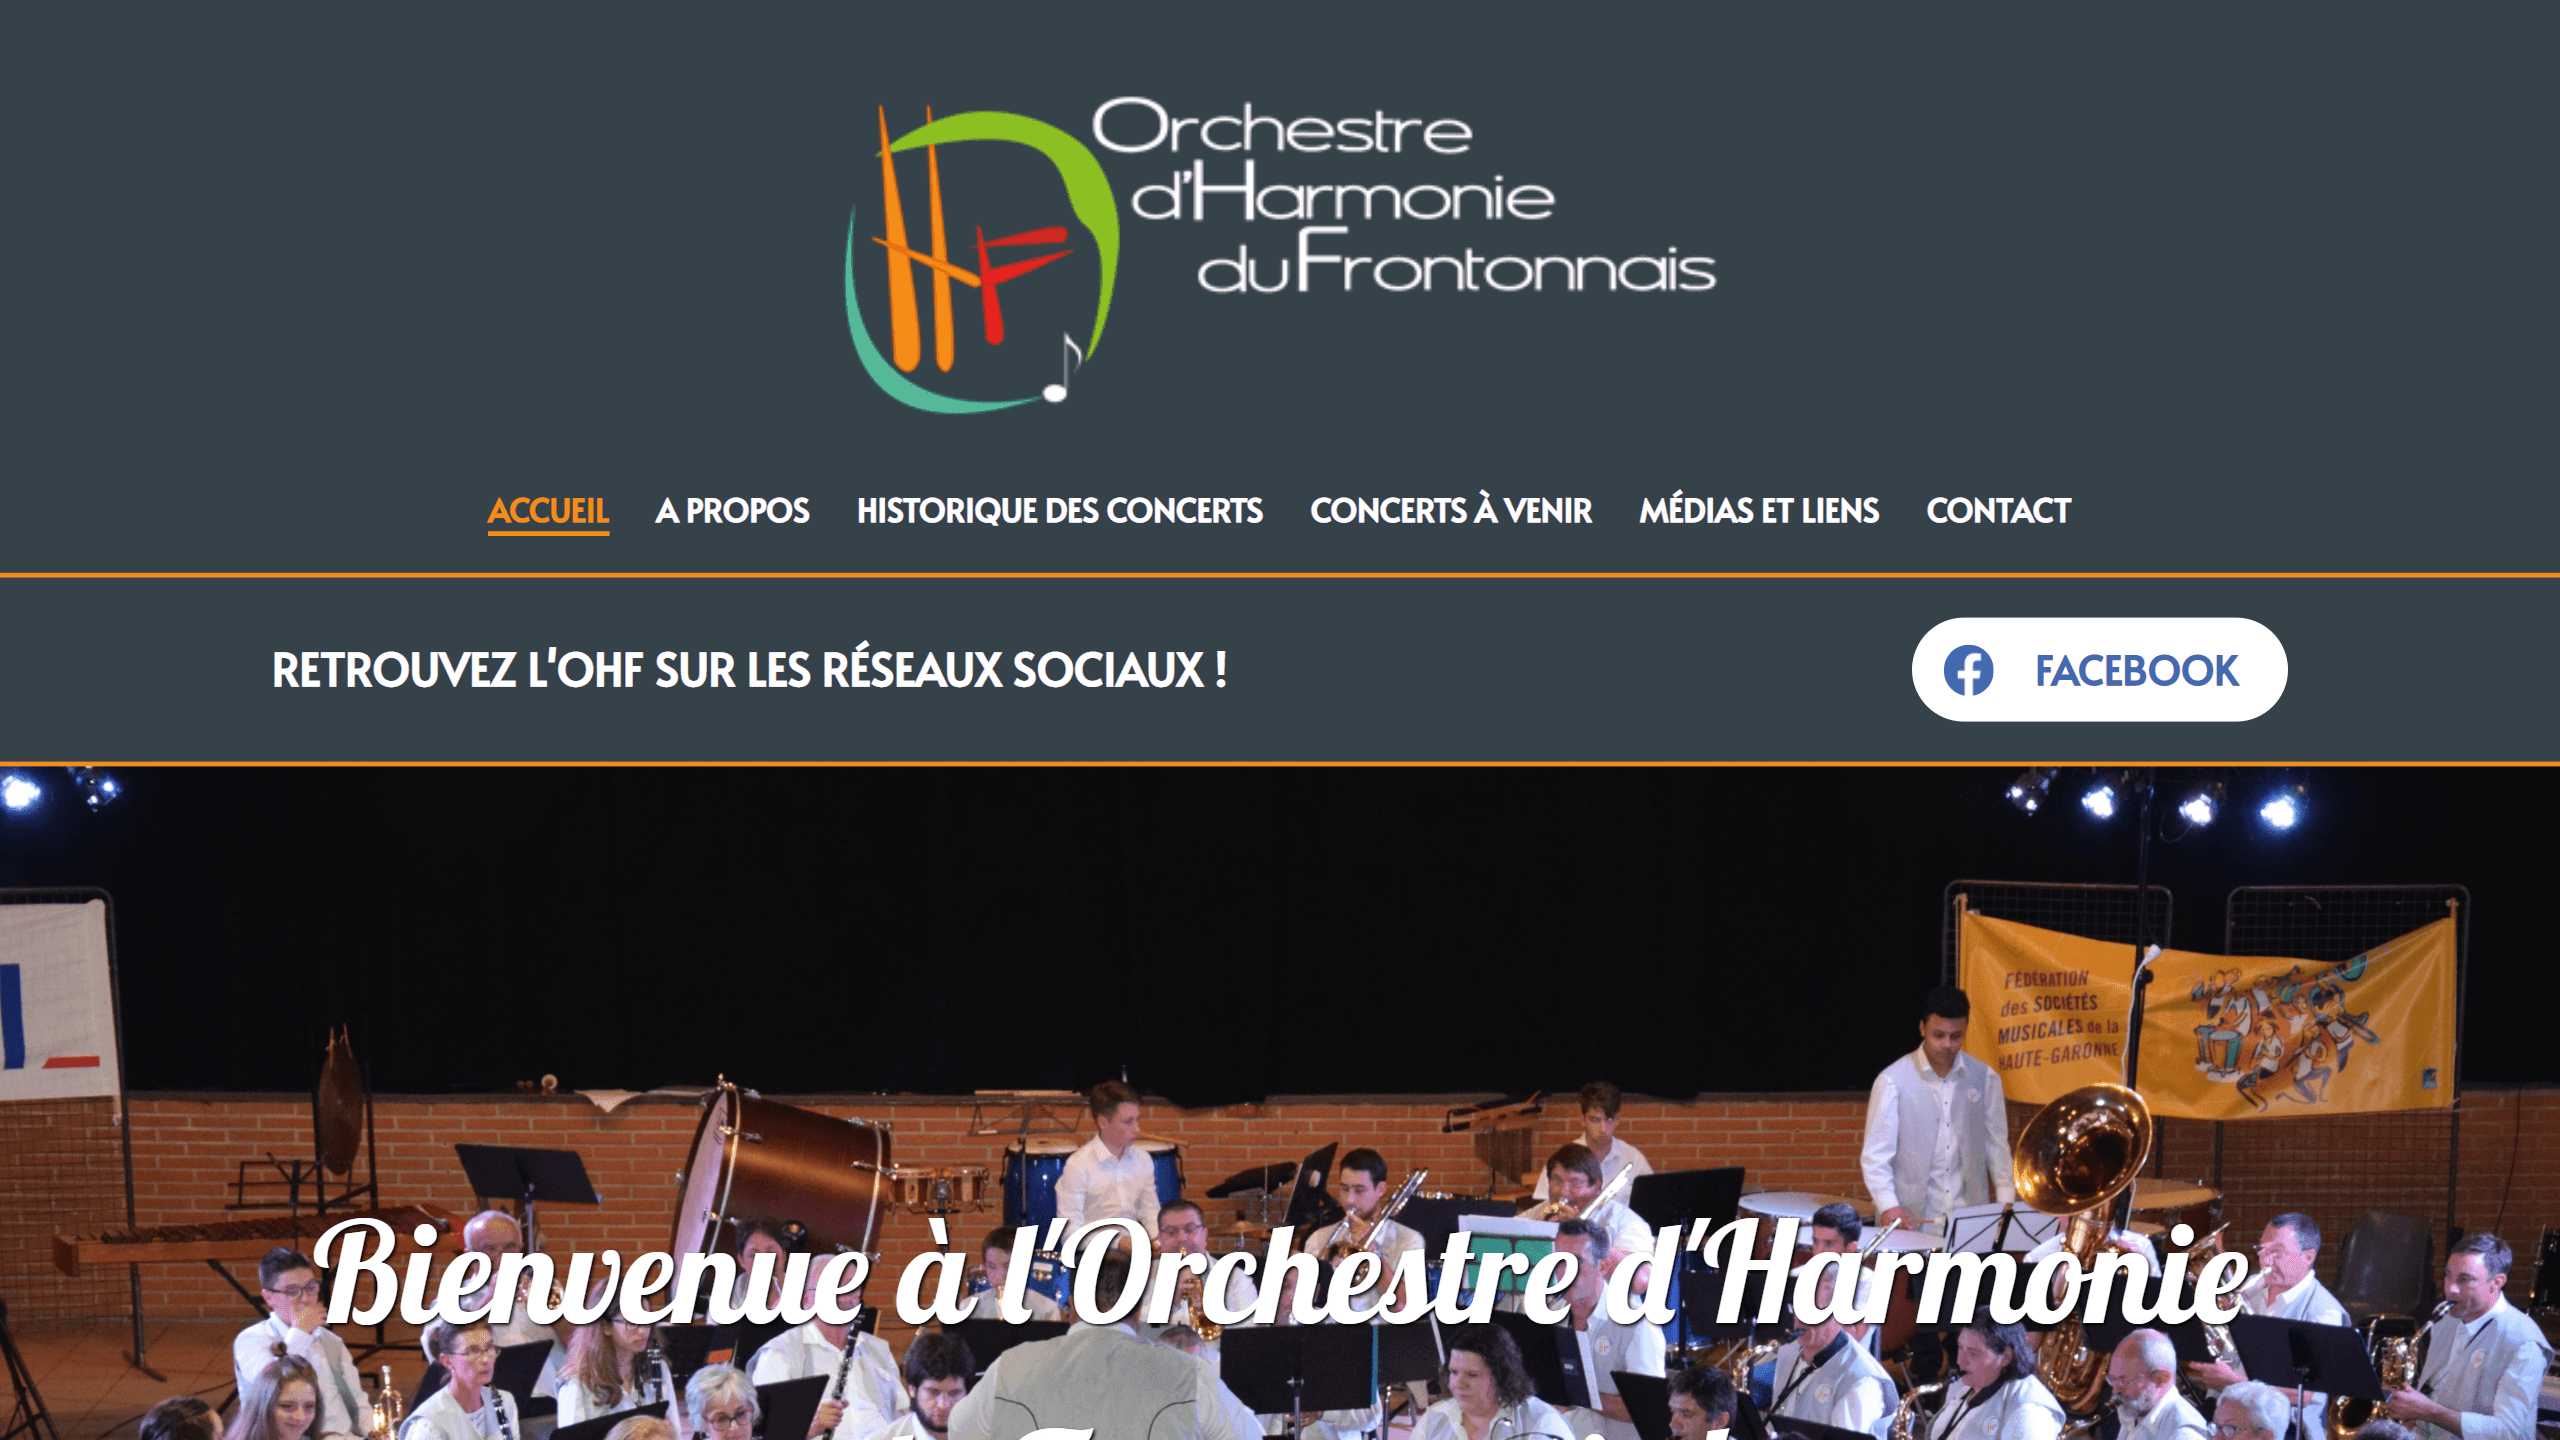 Orchestre
d'Harmonie
du Frontonnais
HF
ACCUEIL A PROPOS HISTORIQUE DES CONCERTS CONCERTS À VENIR MÉDIAS ET LIENS CONTACT
RETROUVEZ L'OHF SUR LES RÉSEAUX SOCIAUX !
FACEBOOK
FÉDÉRATION
des SOCIÉTÉS
MUSICALES de la
HAUTE-GARONNE
Bienvenue à l'Orchestre d'Harmonie